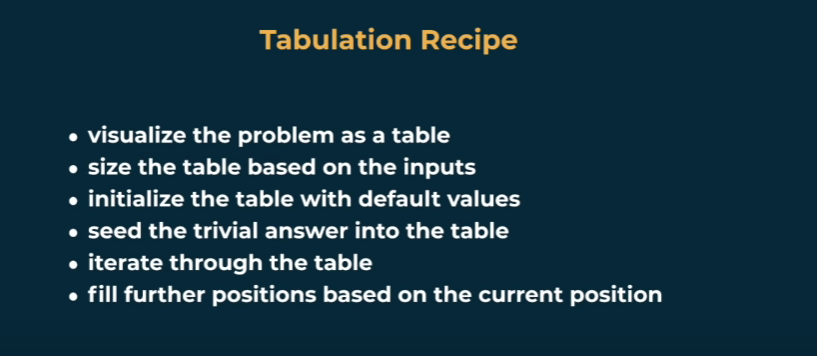 Tabulation Recipe
• visualize the problem as a table
• size the table based on the inputs
• initialize the table with default values
• seed the trivial answer into the table
• iterate through the table
• fill further positions based on the current position